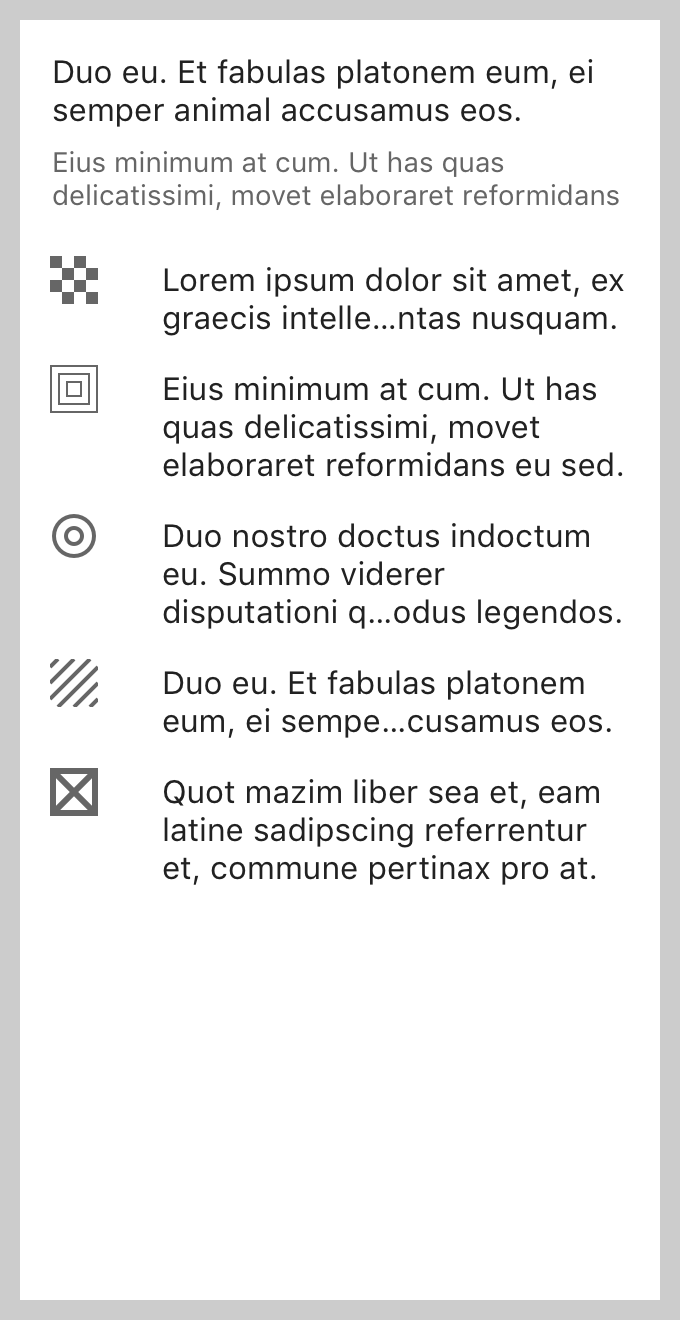 Duo eu. Et fabulas platonem eum, ei
semper animal accusamus eos.
Eius minimum at cum. Ut has quas
delicatissimi, movet elaboraret reformidans
Lorem ipsum dolor sit amet, ex
graecis intelle...ntas nusquam.
Eius minimum at cum. Ut has
quas delicatissimi, movet
elaboraret reformidans eu sed.
Duo nostro doctus indoctum
eu. Summo viderer
disputationi q...odus legendos.
Duo eu. Et fabulas platonem
eum, ei sempe...cusamus eos.
Quot mazim liber sea et, eam
latine sadipscing referrentur
et, commune pertinax pro at.